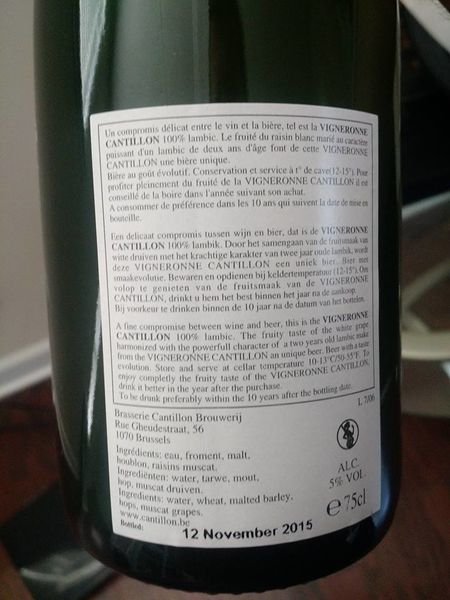 Un compromis délicat entre le vin et la bière, tel est la VIGNERONNE
CANTILLON 100% lambic. Le fruité du raisin blanc marié au caractère
puissant d'un lambic de deux ans d'âge font de cette VIGNERONNE
CANTILLON une bière unique.
Bière au goût évolutif. Conservation et service à t° de cave(12-15°). Pour
profiter pleinement du fruité de la VIGNERONNE CANTILLON il est
conseillé de la boire dans l'année suivant son achat.
A consommer de préférence dans les 10 ans qui suivent la date de mise en
bouteille.
Een delicaat compromis tussen wijn en bier, dat is de VIGNERONNE
CANTILLON 100% lambik. Door het samengaan van de fruitsmaak van
witte druiven met het krachtige karakter van twee jaar oude lambik, wordt
deze VIGNERONNE CANTILLON een uniek bier. Bier met
smaakevolutie. Bewaren en opdienen bij keldertemperatuur (12-15°). Om
volop te genieten van de fruitsmaak van de VIGNERONNE
CANTILLON, drinkt u hem het best binnen het jaar na de aankoop.
Bij voorkeur te drinken binnen de 10 jaar na de datum van het bottelen.
A fine compromise between wine and beer, this is the VIGNERONNE
CANTILLON 100% lambic. The fruity taste of the white grape
harmonized with the powerfull character of a two years old lambic make
from the VIGNERONNE CANTILLON an unique beer. Beer with a taste
evolution. Store and serve at cellar temperature 10-13°C/50-55°F. To
enjoy completly the fruity taste of the VIGNERONNE CANTILLON,
drink it better in the year after the purchase.
To be drunk preferably within the 10 years after the bottling date.
L 7/06
Brasserie Cantillon Brouwerij
Rue Gheudestraat, 56
1070 Brussels
Ingrédients: eau, froment, malt,
houblon, raisins muscat.
Ingrediënten: water, tarwe, mout,
hop, muscat druiven.
Ingredients: water, wheat, malted barley,
hops, muscat grapes.
www.cantillon.be
Bottled: 12 November 2015
ALC.
5% VOL.
e 75cl